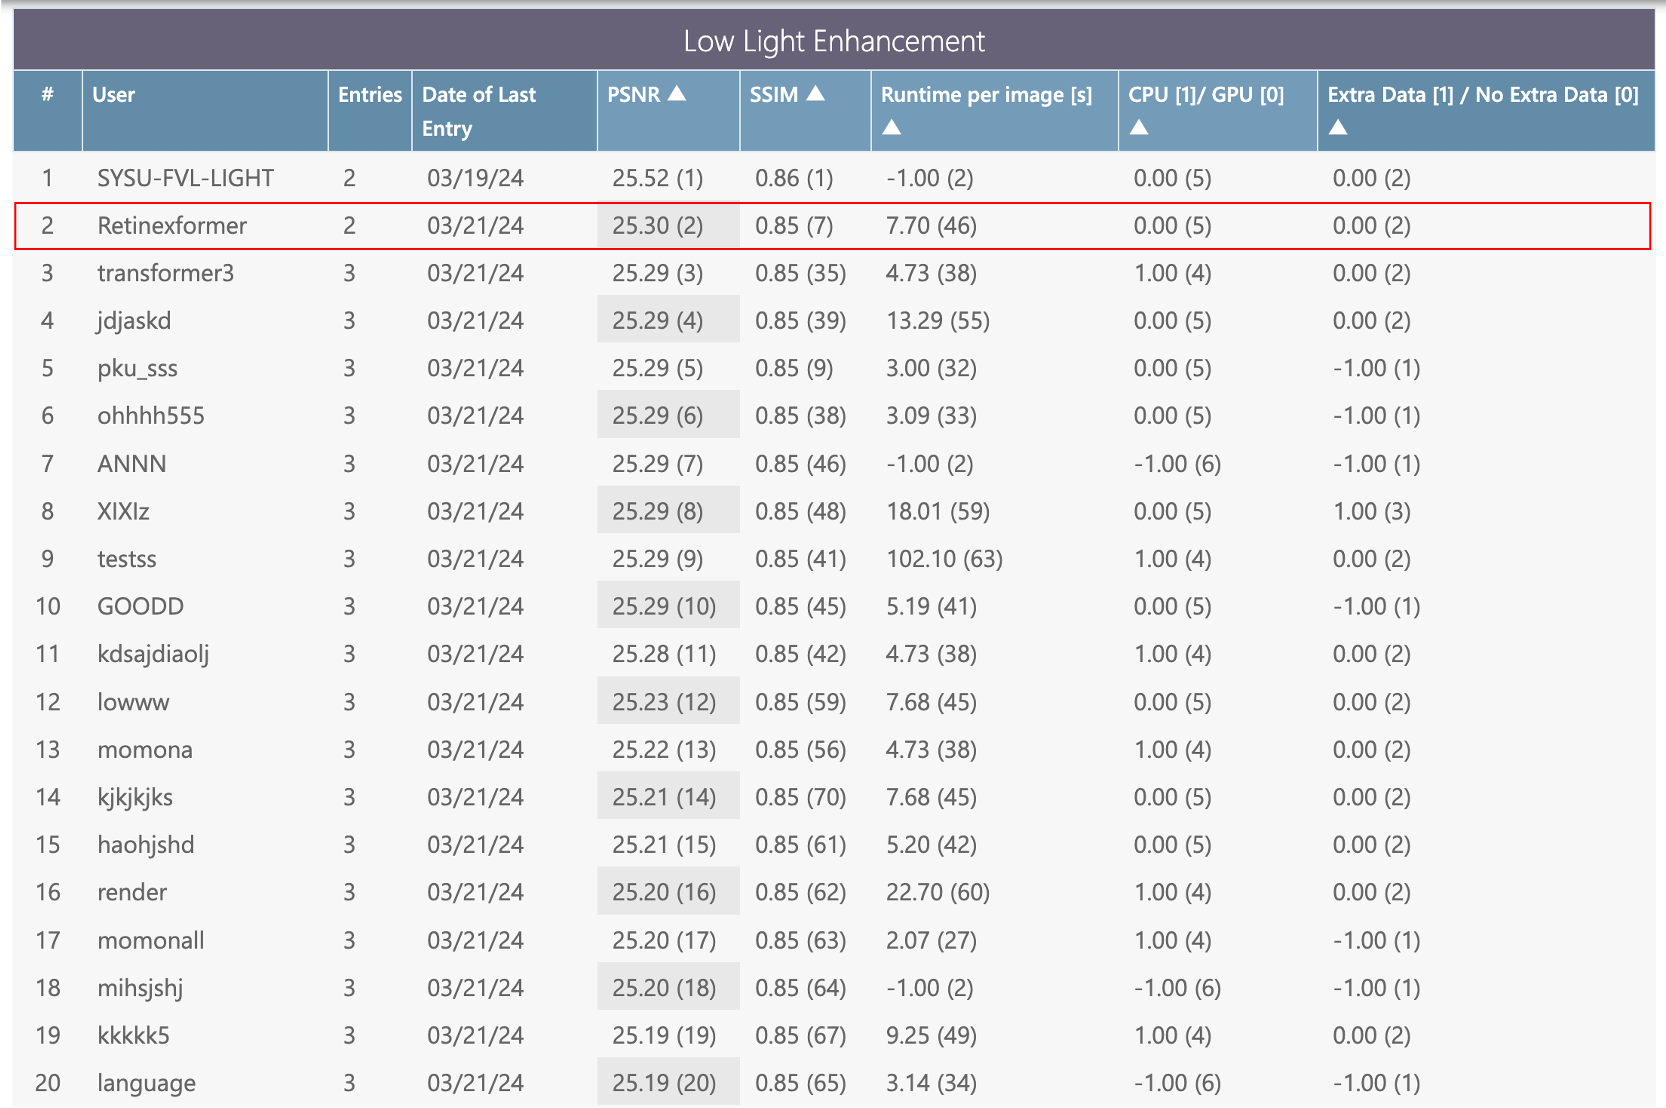 Low Light Enhancement
# User Entries Date of Last Entry PSNR ▲ SSIM ▲ Runtime per image [s] ▲ CPU [1]/ GPU [0] ▲ Extra Data [1] / No Extra Data [0] ▲
1 SYSU-FVL-LIGHT 2 03/19/24 25.52 (1) 0.86 (1) -1.00 (2) 0.00 (5) 0.00 (2)
2 Retinexformer 2 03/21/24 25.30 (2) 0.85 (7) 7.70 (46) 0.00 (5) 0.00 (2)
3 transformer3 3 03/21/24 25.29 (3) 0.85 (35) 4.73 (38) 1.00 (4) 0.00 (2)
4 jdjaskd 3 03/21/24 25.29 (4) 0.85 (39) 13.29 (55) 0.00 (5) 0.00 (2)
5 pku_sss 3 03/21/24 25.29 (5) 0.85 (9) 3.00 (32) 0.00 (5) -1.00 (1)
6 ohhhh555 3 03/21/24 25.29 (6) 0.85 (38) 3.09 (33) 0.00 (5) -1.00 (1)
7 ANNN 3 03/21/24 25.29 (7) 0.85 (46) -1.00 (2) -1.00 (6) -1.00 (1)
8 XIXIz 3 03/21/24 25.29 (8) 0.85 (48) 18.01 (59) 0.00 (5) 1.00 (3)
9 testss 3 03/21/24 25.29 (9) 0.85 (41) 102.10 (63) 1.00 (4) 0.00 (2)
10 GOODD 3 03/21/24 25.29 (10) 0.85 (45) 5.19 (41) 0.00 (5) -1.00 (1)
11 kdsajdiaolj 3 03/21/24 25.28 (11) 0.85 (42) 4.73 (38) 1.00 (4) 0.00 (2)
12 lowww 3 03/21/24 25.23 (12) 0.85 (59) 7.68 (45) 0.00 (5) 0.00 (2)
13 momona 3 03/21/24 25.22 (13) 0.85 (56) 4.73 (38) 1.00 (4) 0.00 (2)
14 kjkjkjks 3 03/21/24 25.21 (14) 0.85 (70) 7.68 (45) 0.00 (5) 0.00 (2)
15 haohjshd 3 03/21/24 25.21 (15) 0.85 (61) 5.20 (42) 0.00 (5) 0.00 (2)
16 render 3 03/21/24 25.20 (16) 0.85 (62) 22.70 (60) 1.00 (4) 0.00 (2)
17 momonall 3 03/21/24 25.20 (17) 0.85 (63) 2.07 (27) 1.00 (4) -1.00 (1)
18 mihsjshj 3 03/21/24 25.20 (18) 0.85 (64) -1.00 (2) -1.00 (6) -1.00 (1)
19 kkkkk5 3 03/21/24 25.19 (19) 0.85 (67) 9.25 (49) 1.00 (4) 0.00 (2)
20 language 3 03/21/24 25.19 (20) 0.85 (65) 3.14 (34) -1.00 (6) -1.00 (1)